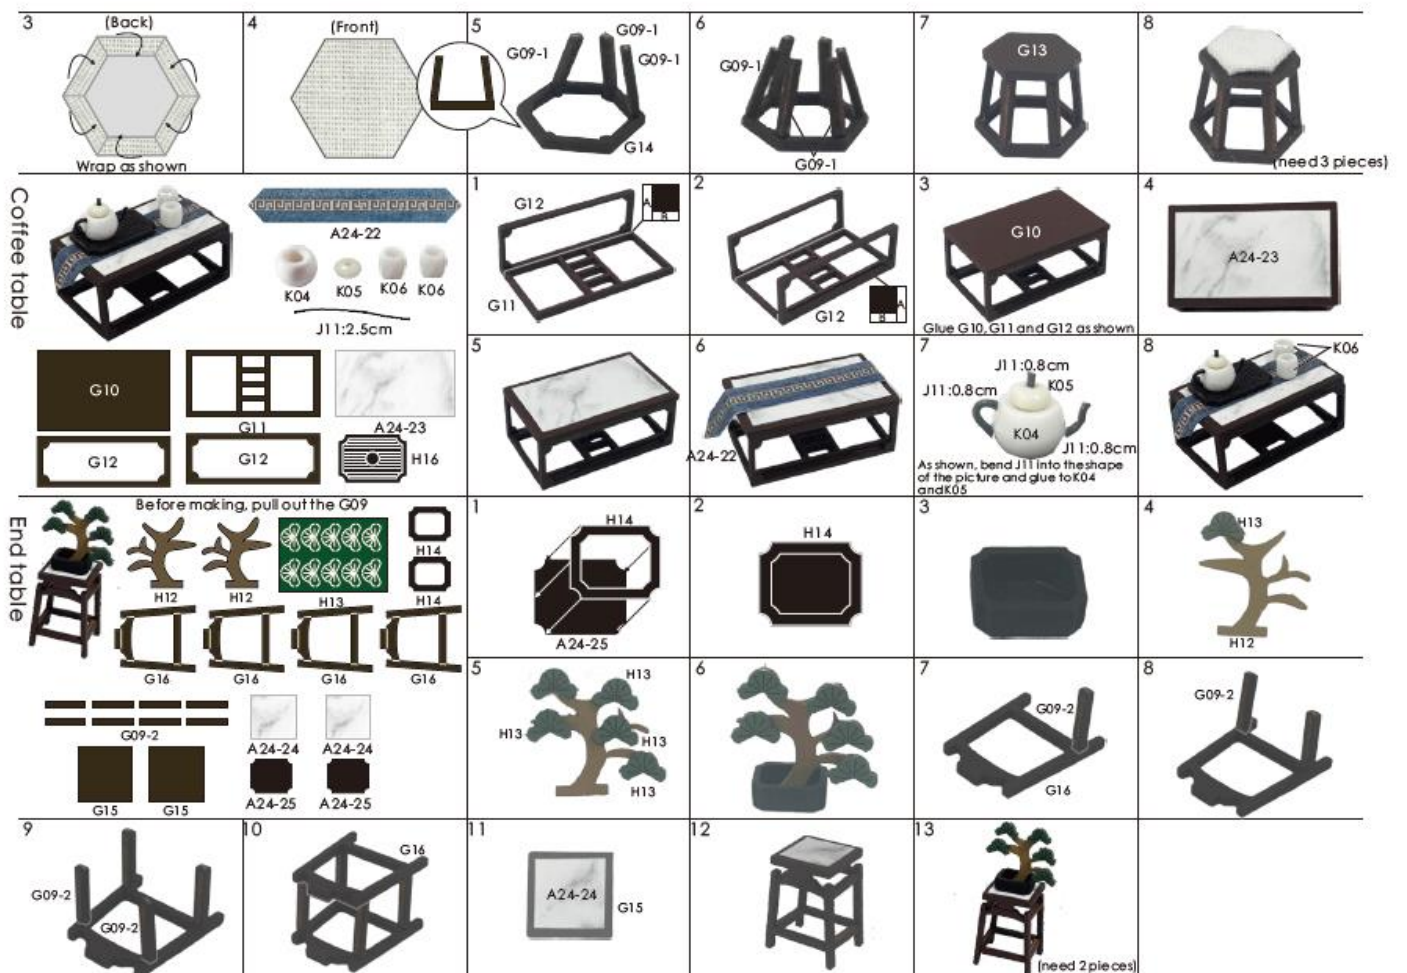 3
(Back)
Wrap as shown
4
(Front)
5
G09-1
G09-1
G09-1
G14
6
G09-1
G09-1
7
G13
8
(need 3 pieces)
Coffee table
A24-22
K04
K05
K06
K06
J11:2.5cm
G10
G11
A24-23
G12
G12
H16
1
G12
A
B
G11
2
A
B
G12
3
G10
Glue G10, G11 and G12 as shown
4
A24-23
5
6
A24-22
7
J11:0.8cm
J11:0.8cm
K05
K04
J11:0.8cm
As shown, bend J11 into the shape
of the picture and glue to K04
and K05
8
K06
End table
Before making, pull out the G09
H12
H12
H13
H14
H14
G16
G16
G16
G16
G09-2
A24-24
A24-24
G15
G15
A24-25
A24-25
1
H14
A24-25
2
H14
3
4
H13
H12
5
H13
H13
H13
H13
6
7
G09-2
G16
8
G09-2
9
G09-2
G09-2
10
G16
11
A24-24
G15
12
13
(need 2 pieces)